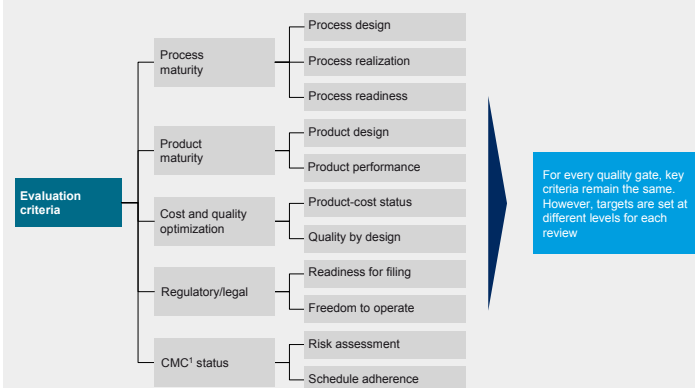 Process design
Process
maturity
Process realization
Process readiness
Product
maturity
Product design
Product performance
Evaluation
criteria
Cost and quality
optimization
Product-cost status
Quality by design
Regulatory/legal
Readiness for filing
Freedom to operate
CMC¹ status
Risk assessment
Schedule adherence
For every quality gate, key
criteria remain the same.
However, targets are set at
different levels for each
review